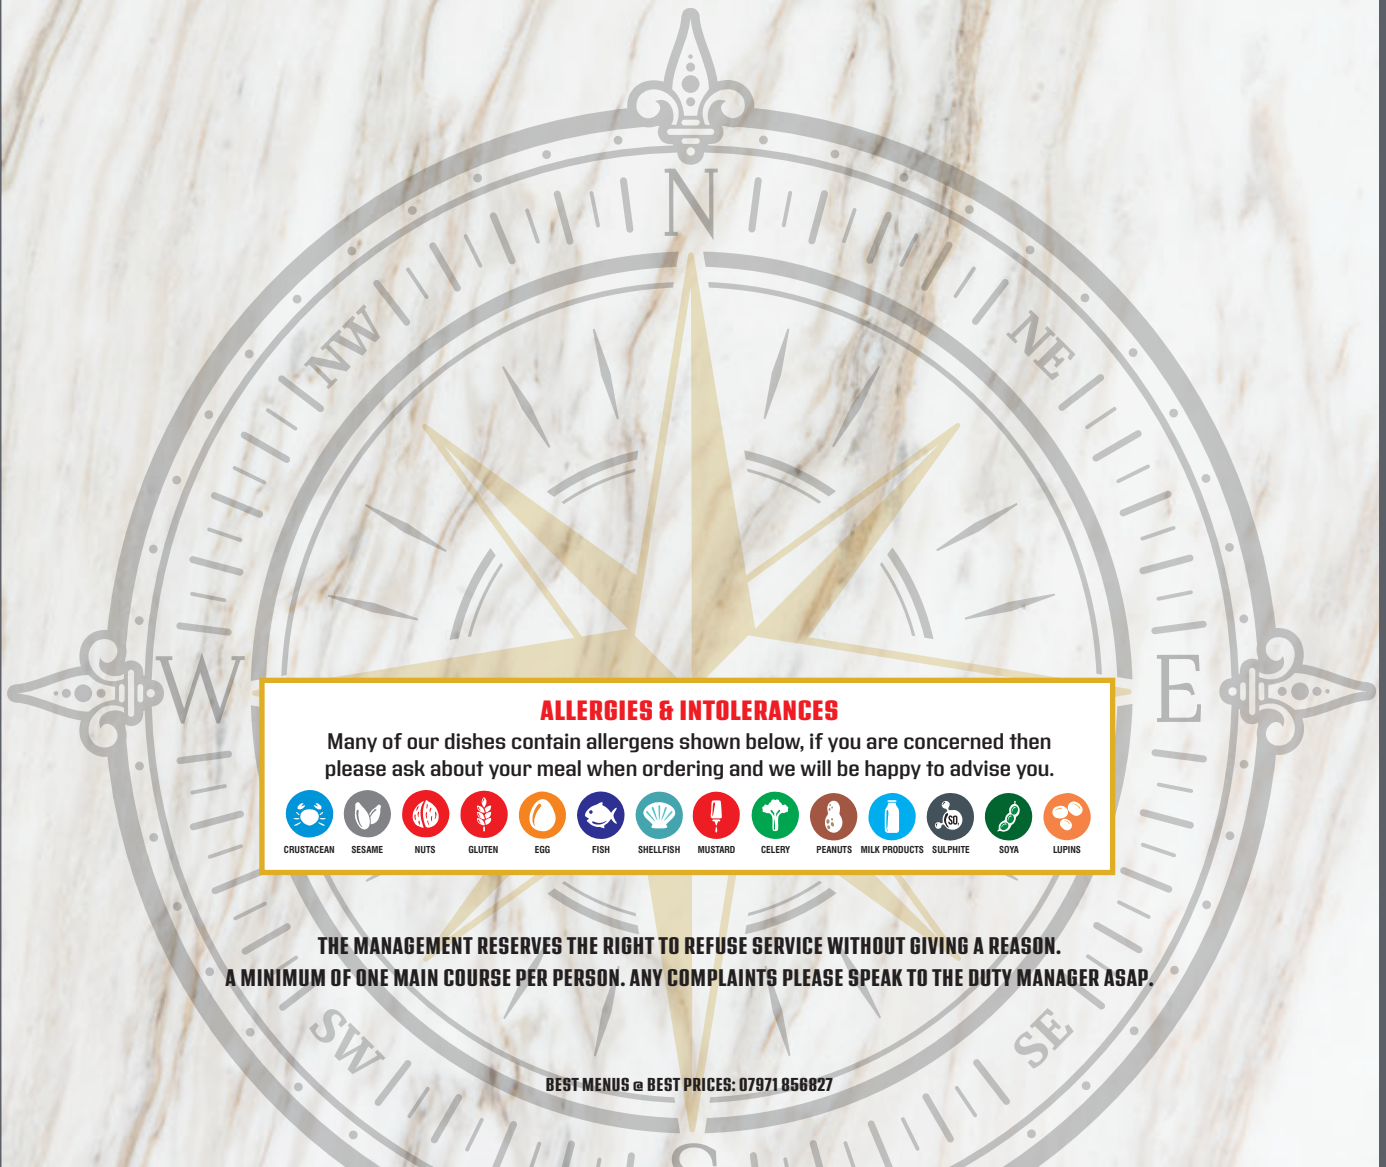 N
NW
NE
W
E
ALLERGIES & INTOLERANCES
Many of our dishes contain allergens shown below, if you are concerned then
please ask about your meal when ordering and we will be happy to advise you.
CRUSTACEAN SESAME NUTS GLUTEN EGG FISH SHELLFISH MUSTARD CELERY PEANUTS MILK PRODUCTS SULPHITE SOYA LUPINS
SO₂
THE MANAGEMENT RESERVES THE RIGHT TO REFUSE SERVICE WITHOUT GIVING A REASON.
A MINIMUM OF ONE MAIN COURSE PER PERSON. ANY COMPLAINTS PLEASE SPEAK TO THE DUTY MANAGER ASAP.
SW
SE
BEST MENUS @ BEST PRICES: 07971 856827
S